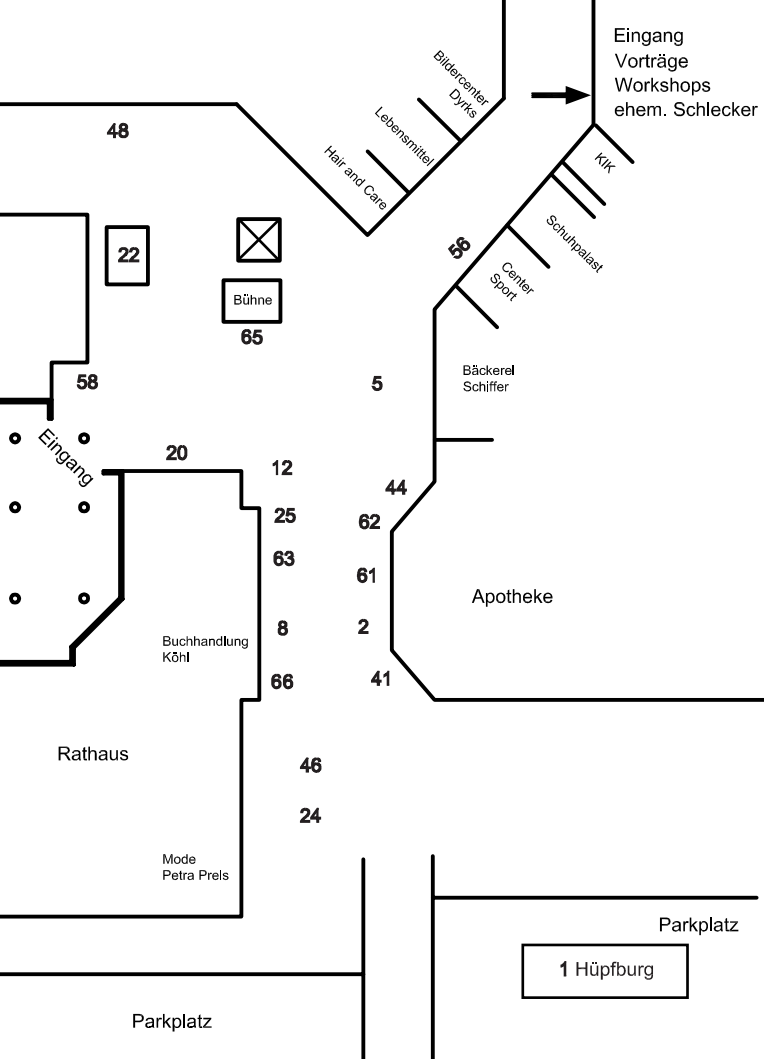 Eingang
Vorträge
Workshops
ehem. Schlecker
Bildercenter
Dyrks
Lebensmittel
Hair and Care
48
KIK
Schuhpalast
56
Center
Sport
22
Bühne
65
58
5
Bäckerel
Schiffer
Eingang
20
12
44
25
62
63
61
Apotheke
8
2
Buchhandlung
Köhl
66
41
Rathaus
46
24
Mode
Petra Prels
Parkplatz
1 Hüpfburg
Parkplatz